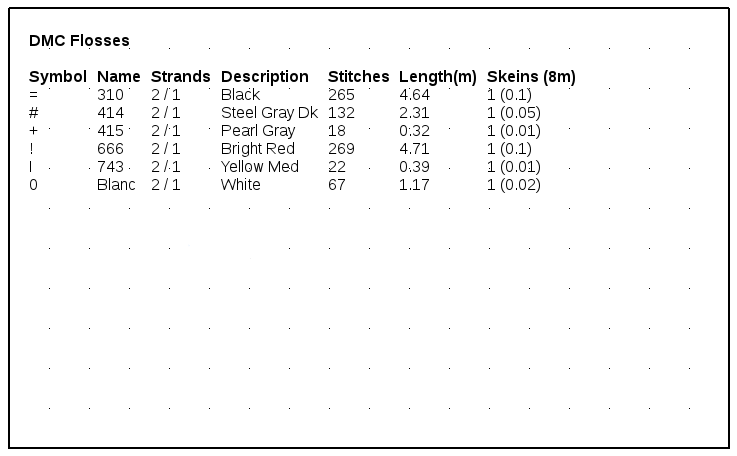 DMC Flosses
Symbol Name Strands Description Stitches Length(m) Skeins (8m)
= 310 2 / 1 Black 265 4.64 1 (0.1)
# 414 2 / 1 Steel Gray Dk 132 2.31 1 (0.05)
+ 415 2 / 1 Pearl Gray 18 0.32 1 (0.01)
! 666 2 / 1 Bright Red 269 4.71 1 (0.1)
I 743 2 / 1 Yellow Med 22 0.39 1 (0.01)
0 Blanc 2 / 1 White 67 1.17 1 (0.02)